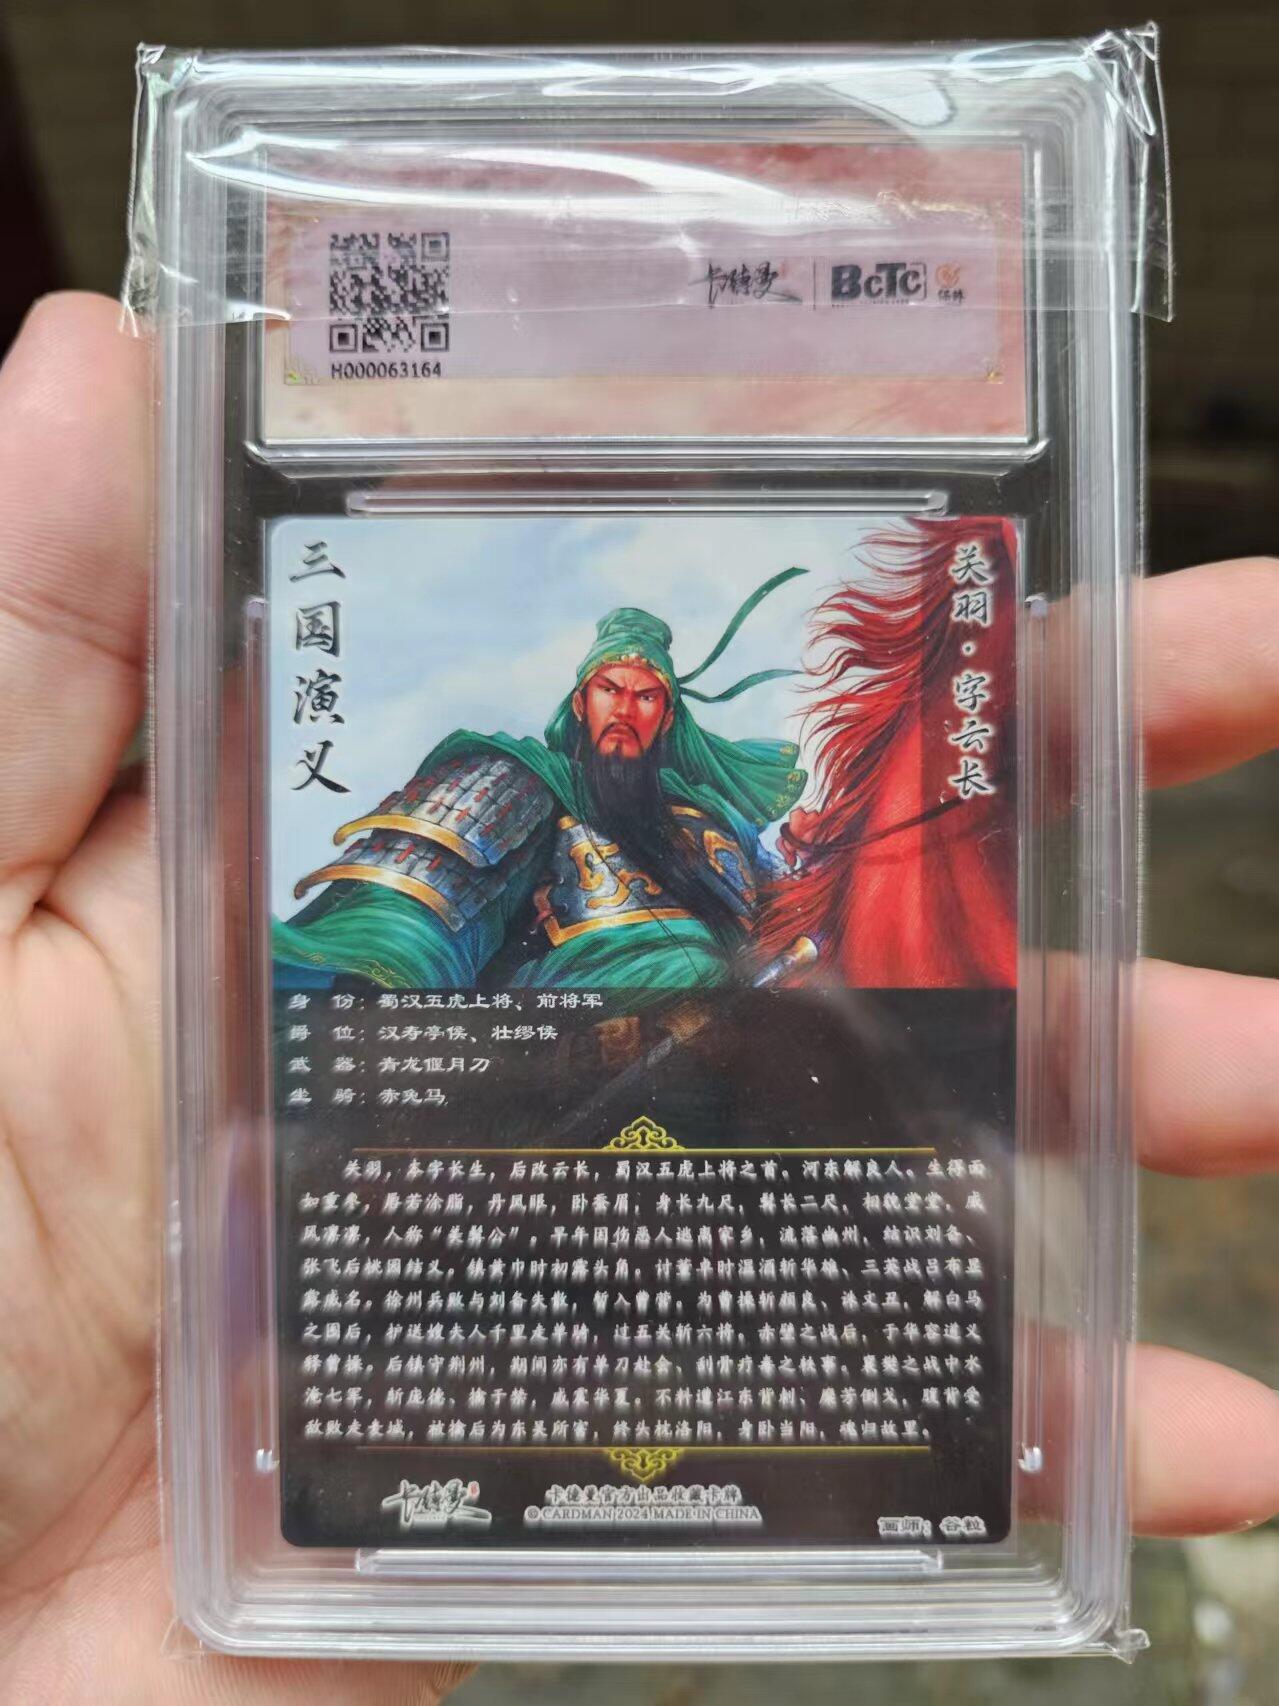 卡德曼
BCTC
保粹
H000063164
三国演义
关羽·字云长
身 份：蜀汉五虎上将、前将军
爵 位：汉寿亭侯、壮缪侯
武 器：青龙偃月刀
坐 骑：赤兔马
关羽，本字长生，后改云长，蜀汉五虎上将之首。河东解良人。生得面
如重枣，唇若涂脂，丹凤眼，卧蚕眉，身长九尺，髯长二尺，相貌堂堂，威
风凛凛，人称“美髯公”。早年因伤恶人逃离家乡，流落幽州，结识刘备、
张飞后桃园结义。镇黄巾时初露头角，讨董卓时温酒斩华雄、三英战吕布显
露威名。徐州兵败与刘备失散，暂入曹营。为曹操斩颜良、诛文丑，解白马
之围后，护送嫂夫人千里走单骑，过五关斩六将。赤壁之战后，于华容道义
释曹操。后镇守荆州，期间亦有单刀赴会、刮骨疗毒之轶事。襄樊之战中水
淹七军，斩庞德、擒于禁，威震华夏。不料遭江东背刺、糜芳倒戈，腹背受
敌败走麦城，被擒后为东吴所害，终头枕洛阳，身卧当阳，魂归故里。
卡德曼
卡德曼官方出品收藏卡牌
© CARDMAN 2024 MADE IN CHINA
画师：谷粒